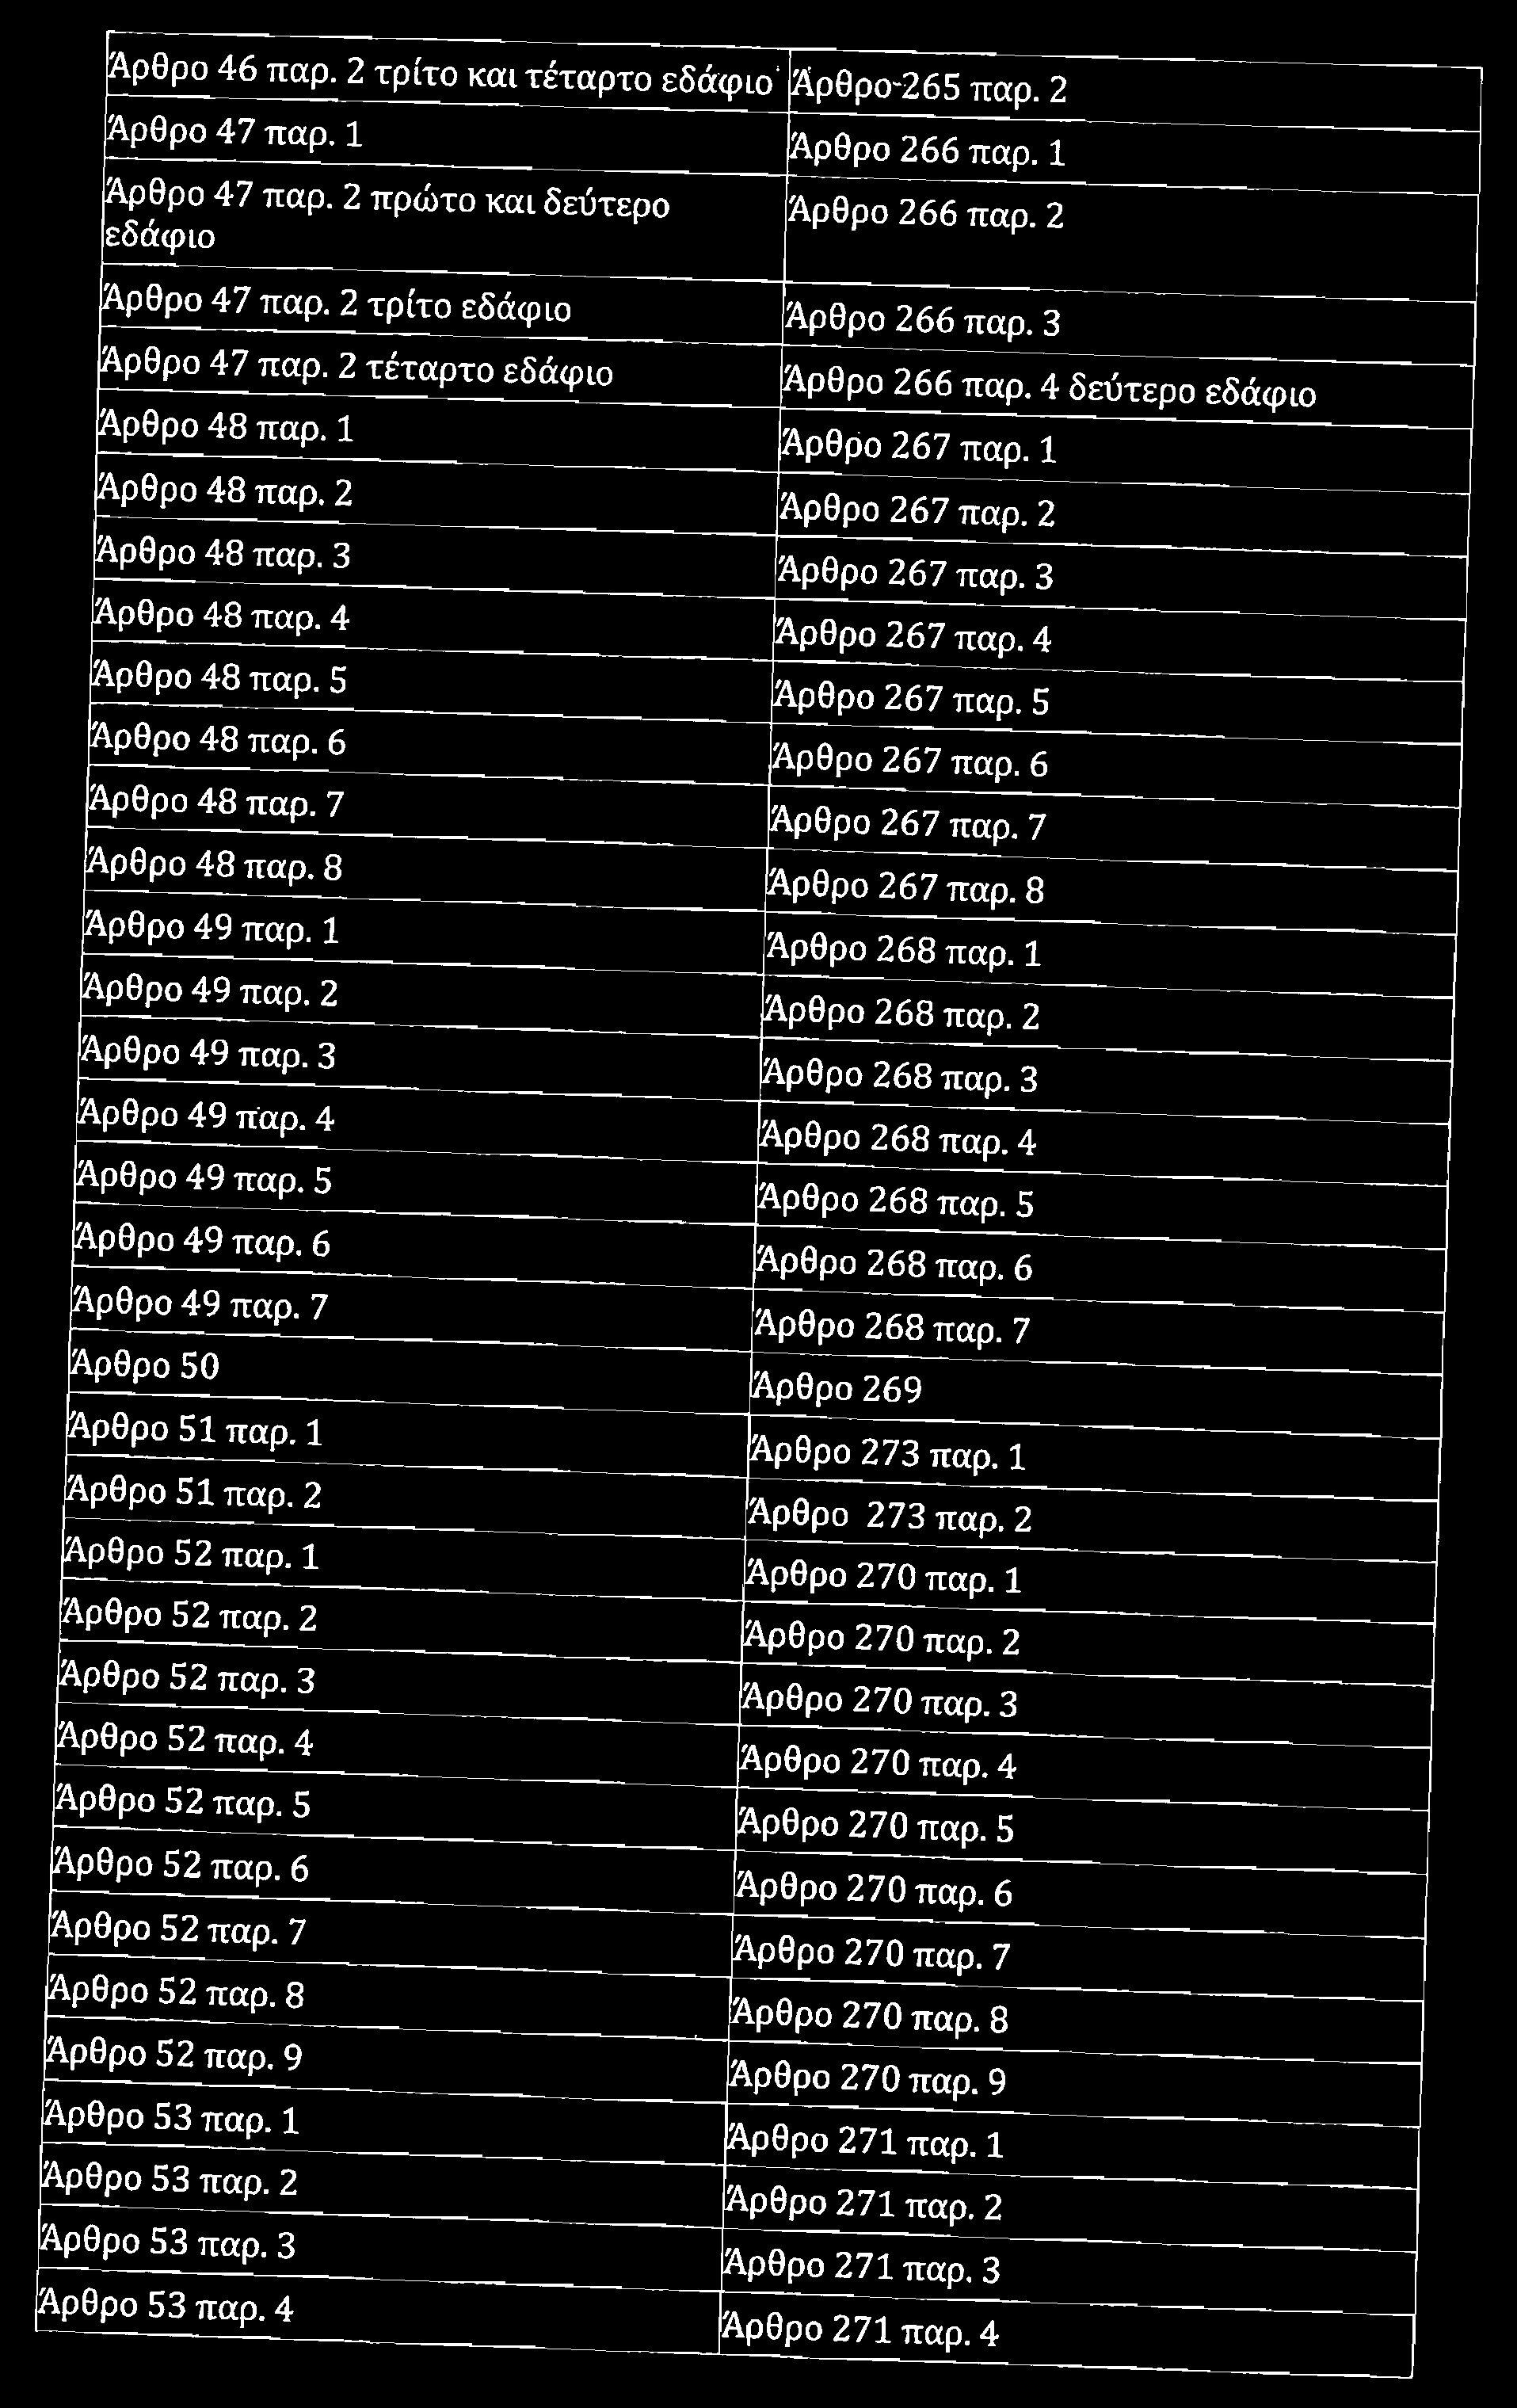 Άρθρο 46 παρ. 2 τρίτο και τέταρτο εδάφιο Άρθρο 265 παρ. 2
Άρθρο 47 παρ. 1 Άρθρο 266 παρ. 1
Άρθρο 47 παρ. 2 πρώτο και δεύτερο Άρθρο 266 παρ. 2
εδάφιο
Άρθρο 47 παρ. 2 τρίτο εδάφιο Άρθρο 266 παρ. 3
Άρθρο 47 παρ. 2 τέταρτο εδάφιο Άρθρο 266 παρ. 4 δεύτερο εδάφιο
Άρθρο 48 παρ. 1 Άρθρο 267 παρ. 1
Άρθρο 48 παρ. 2 Άρθρο 267 παρ. 2
Άρθρο 48 παρ. 3 Άρθρο 267 παρ. 3
Άρθρο 48 παρ. 4 Άρθρο 267 παρ. 4
Άρθρο 48 παρ. 5 Άρθρο 267 παρ. 5
Άρθρο 48 παρ. 6 Άρθρο 267 παρ. 6
Άρθρο 48 παρ. 7 Άρθρο 267 παρ. 7
Άρθρο 48 παρ. 8 Άρθρο 267 παρ. 8
Άρθρο 49 παρ. 1 Άρθρο 268 παρ. 1
Άρθρο 49 παρ. 2 Άρθρο 268 παρ. 2
Άρθρο 49 παρ. 3 Άρθρο 268 παρ. 3
Άρθρο 49 παρ. 4 Άρθρο 268 παρ. 4
Άρθρο 49 παρ. 5 Άρθρο 268 παρ. 5
Άρθρο 49 παρ. 6 Άρθρο 268 παρ. 6
Άρθρο 49 παρ. 7 Άρθρο 268 παρ. 7
Άρθρο 50 Άρθρο 269
Άρθρο 51 παρ. 1 Άρθρο 273 παρ. 1
Άρθρο 51 παρ. 2 Άρθρο 273 παρ. 2
Άρθρο 52 παρ. 1 Άρθρο 270 παρ. 1
Άρθρο 52 παρ. 2 Άρθρο 270 παρ. 2
Άρθρο 52 παρ. 3 Άρθρο 270 παρ. 3
Άρθρο 52 παρ. 4 Άρθρο 270 παρ. 4
Άρθρο 52 παρ. 5 Άρθρο 270 παρ. 5
Άρθρο 52 παρ. 6 Άρθρο 270 παρ. 6
Άρθρο 52 παρ. 7 Άρθρο 270 παρ. 7
Άρθρο 52 παρ. 8 Άρθρο 270 παρ. 8
Άρθρο 52 παρ. 9 Άρθρο 270 παρ. 9
Άρθρο 53 παρ. 1 Άρθρο 271 παρ. 1
Άρθρο 53 παρ. 2 Άρθρο 271 παρ. 2
Άρθρο 53 παρ. 3 Άρθρο 271 παρ. 3
Άρθρο 53 παρ. 4 Άρθρο 271 παρ. 4